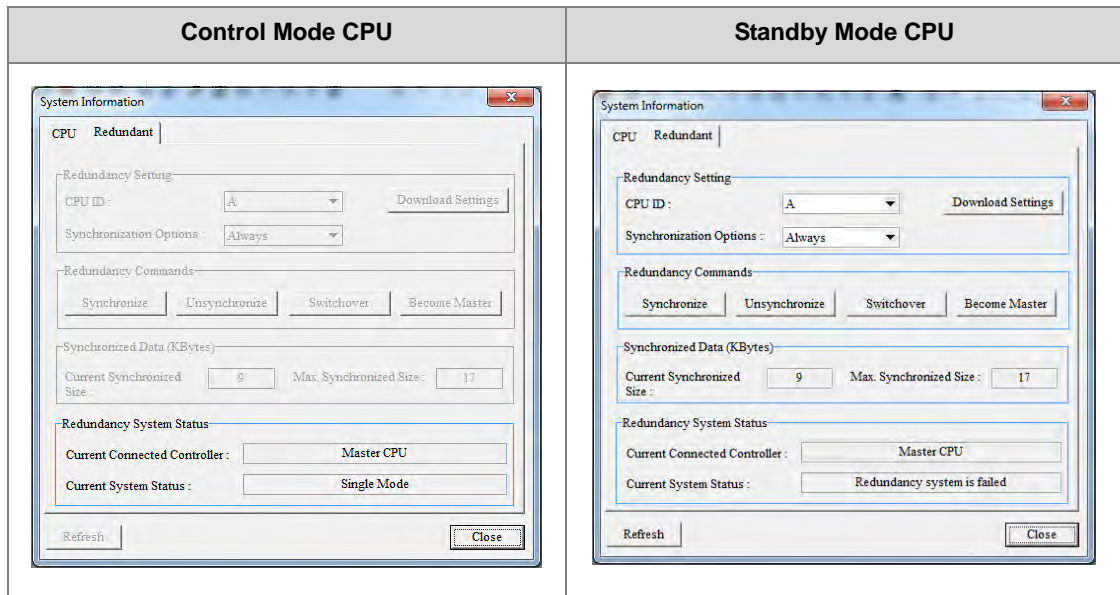 Control Mode CPU
Standby Mode CPU
System Information
CPU Redundant
Redundancy Setting
CPU ID : A Download Settings
Synchronization Options : Always
Redundancy Commands
Synchronize Unsynchronize Switchover Become Master
Synchronized Data (KBytes)
Current Synchronized Size : 9 Max. Synchronized Size : 17
Redundancy System Status
Current Connected Controller : Master CPU
Current System Status : Single Mode
Refresh Close
System Information
CPU Redundant
Redundancy Setting
CPU ID : A Download Settings
Synchronization Options : Always
Redundancy Commands
Synchronize Unsynchronize Switchover Become Master
Synchronized Data (KBytes)
Current Synchronized Size : 9 Max. Synchronized Size : 17
Redundancy System Status
Current Connected Controller : Master CPU
Current System Status : Redundancy system is failed
Refresh Close